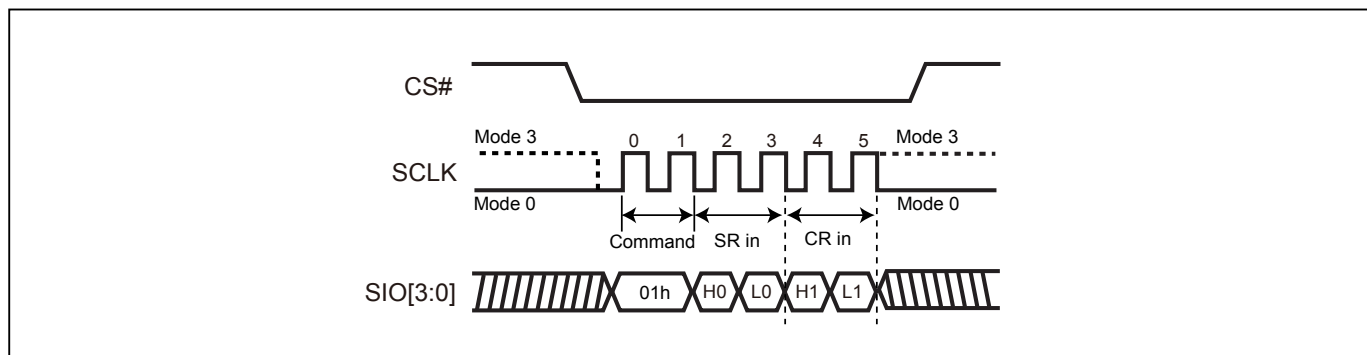 CS#
Mode 3
0 1 2 3 4 5
Mode 3
SCLK
Mode 0
Mode 0
Command
SR in
CR in
SIO[3:0]
01h
H0
L0
H1
L1